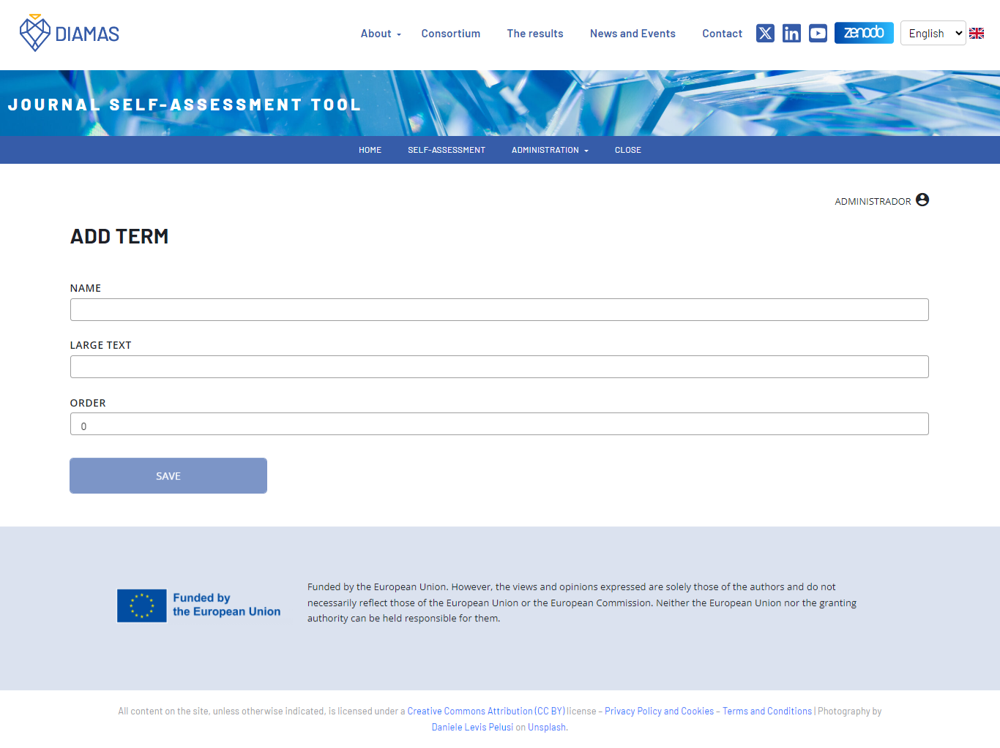 DIAMAS
About
Consortium
The results
News and Events
Contact
zenodo
English
JOURNAL SELF-ASSESSMENT TOOL
HOME
SELF-ASSESSMENT
ADMINISTRATION
CLOSE
ADMINISTRADOR
ADD TERM
NAME
LARGE TEXT
ORDER
0
SAVE
Funded by
the European Union
Funded by the European Union. However, the views and opinions expressed are solely those of the authors and do not
necessarily reflect those of the European Union or the European Commission. Neither the European Union nor the granting
authority can be held responsible for them.
All content on the site, unless otherwise indicated, is licensed under a Creative Commons Attribution (CC BY) license – Privacy Policy and Cookies – Terms and Conditions | Photography by
Daniele Levis Pelusi on Unsplash.